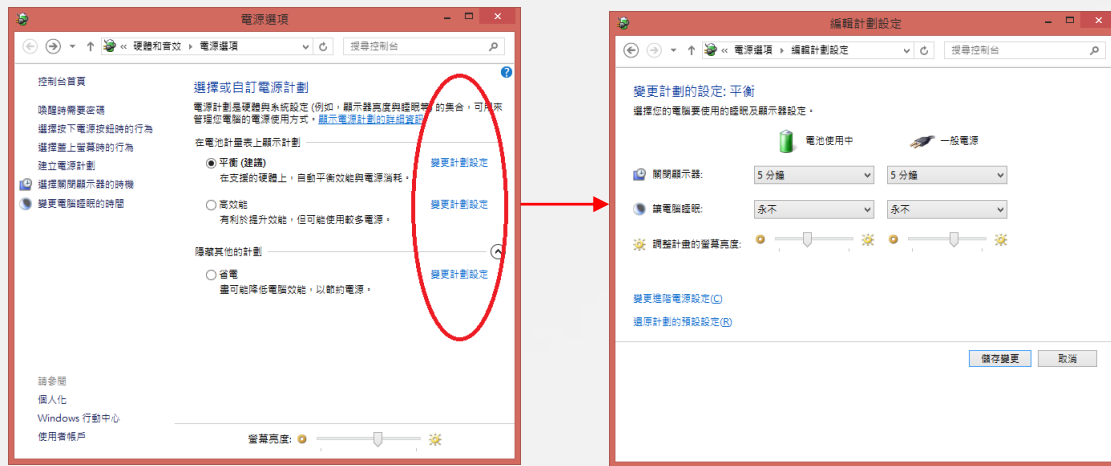 電源選項
« 硬體和音效 ▸ 電源選項
搜尋控制台
控制台首頁
喚醒時需要密碼
選擇按下電源按鈕時的行為
選擇蓋上螢幕時的行為
建立電源計劃
選擇關閉顯示器的時機
變更電腦睡眠的時間
選擇或自訂電源計劃
電源計劃是硬體與系統設定 (例如，顯示器亮度與睡眠等) 的集合，可用來
管理您電腦的電源使用方式。顯示電源計劃的詳細資訊
在電池計量表上顯示計劃
平衡 (建議) 變更計劃設定
在支援的硬體上，自動平衡效能與電源消耗。
高效能 變更計劃設定
有利於提升效能，但可能使用較多電源。
隱藏其他的計劃
省電 變更計劃設定
盡可能降低電腦效能，以節約電源。
請參閱
個人化
Windows 行動中心
使用者帳戶
螢幕亮度:
編輯計劃設定
« 電源選項 ▸ 編輯計劃設定
搜尋控制台
變更計劃的設定: 平衡
選擇您的電腦要使用的睡眠及顯示器設定。
電池使用中 一般電源
關閉顯示器: 5 分鐘 5 分鐘
讓電腦睡眠: 永不 永不
調整計畫的螢幕亮度:
變更進階電源設定(C)
還原計劃的預設設定(R)
儲存變更 取消